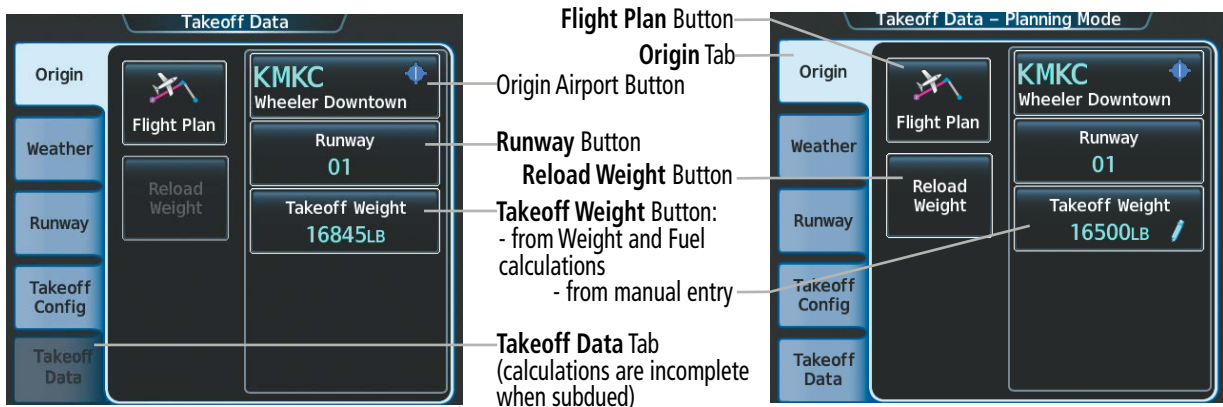 Takeoff Data
Origin
Weather
Runway
Takeoff
Config
Takeoff
Data
Flight Plan
Reload
Weight
KMKC
Wheeler Downtown
Runway
01
Takeoff Weight
16845LB
Flight Plan Button
Origin Tab
Origin Airport Button
Runway Button
Reload Weight Button
Takeoff Weight Button:
- from Weight and Fuel
calculations
- from manual entry
Takeoff Data Tab
(calculations are incomplete
when subdued)
Takeoff Data – Planning Mode
Origin
Weather
Runway
Takeoff
Config
Takeoff
Data
Flight Plan
Reload
Weight
KMKC
Wheeler Downtown
Runway
01
Takeoff Weight
16500LB